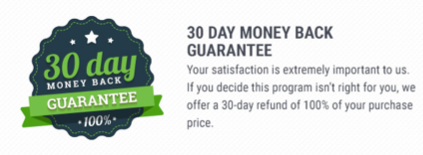 30 day
MONEY BACK
GUARANTEE
100%
30 DAY MONEY BACK
GUARANTEE
Your satisfaction is extremely important to us.
If you decide this program isn't right for you, we
offer a 30-day refund of 100% of your purchase
price.